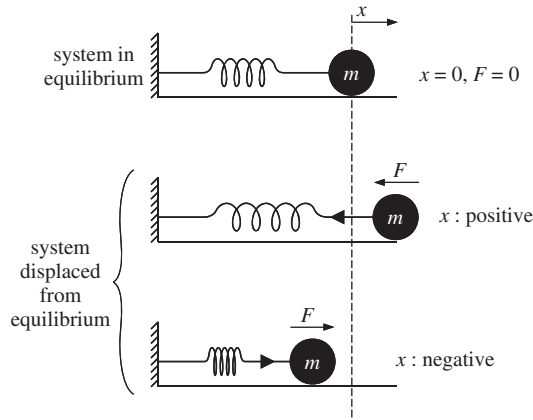 x
system in
equilibrium
m
x = 0, F = 0
F
m
x : positive
system
displaced
from
equilibrium
F
m
x : negative